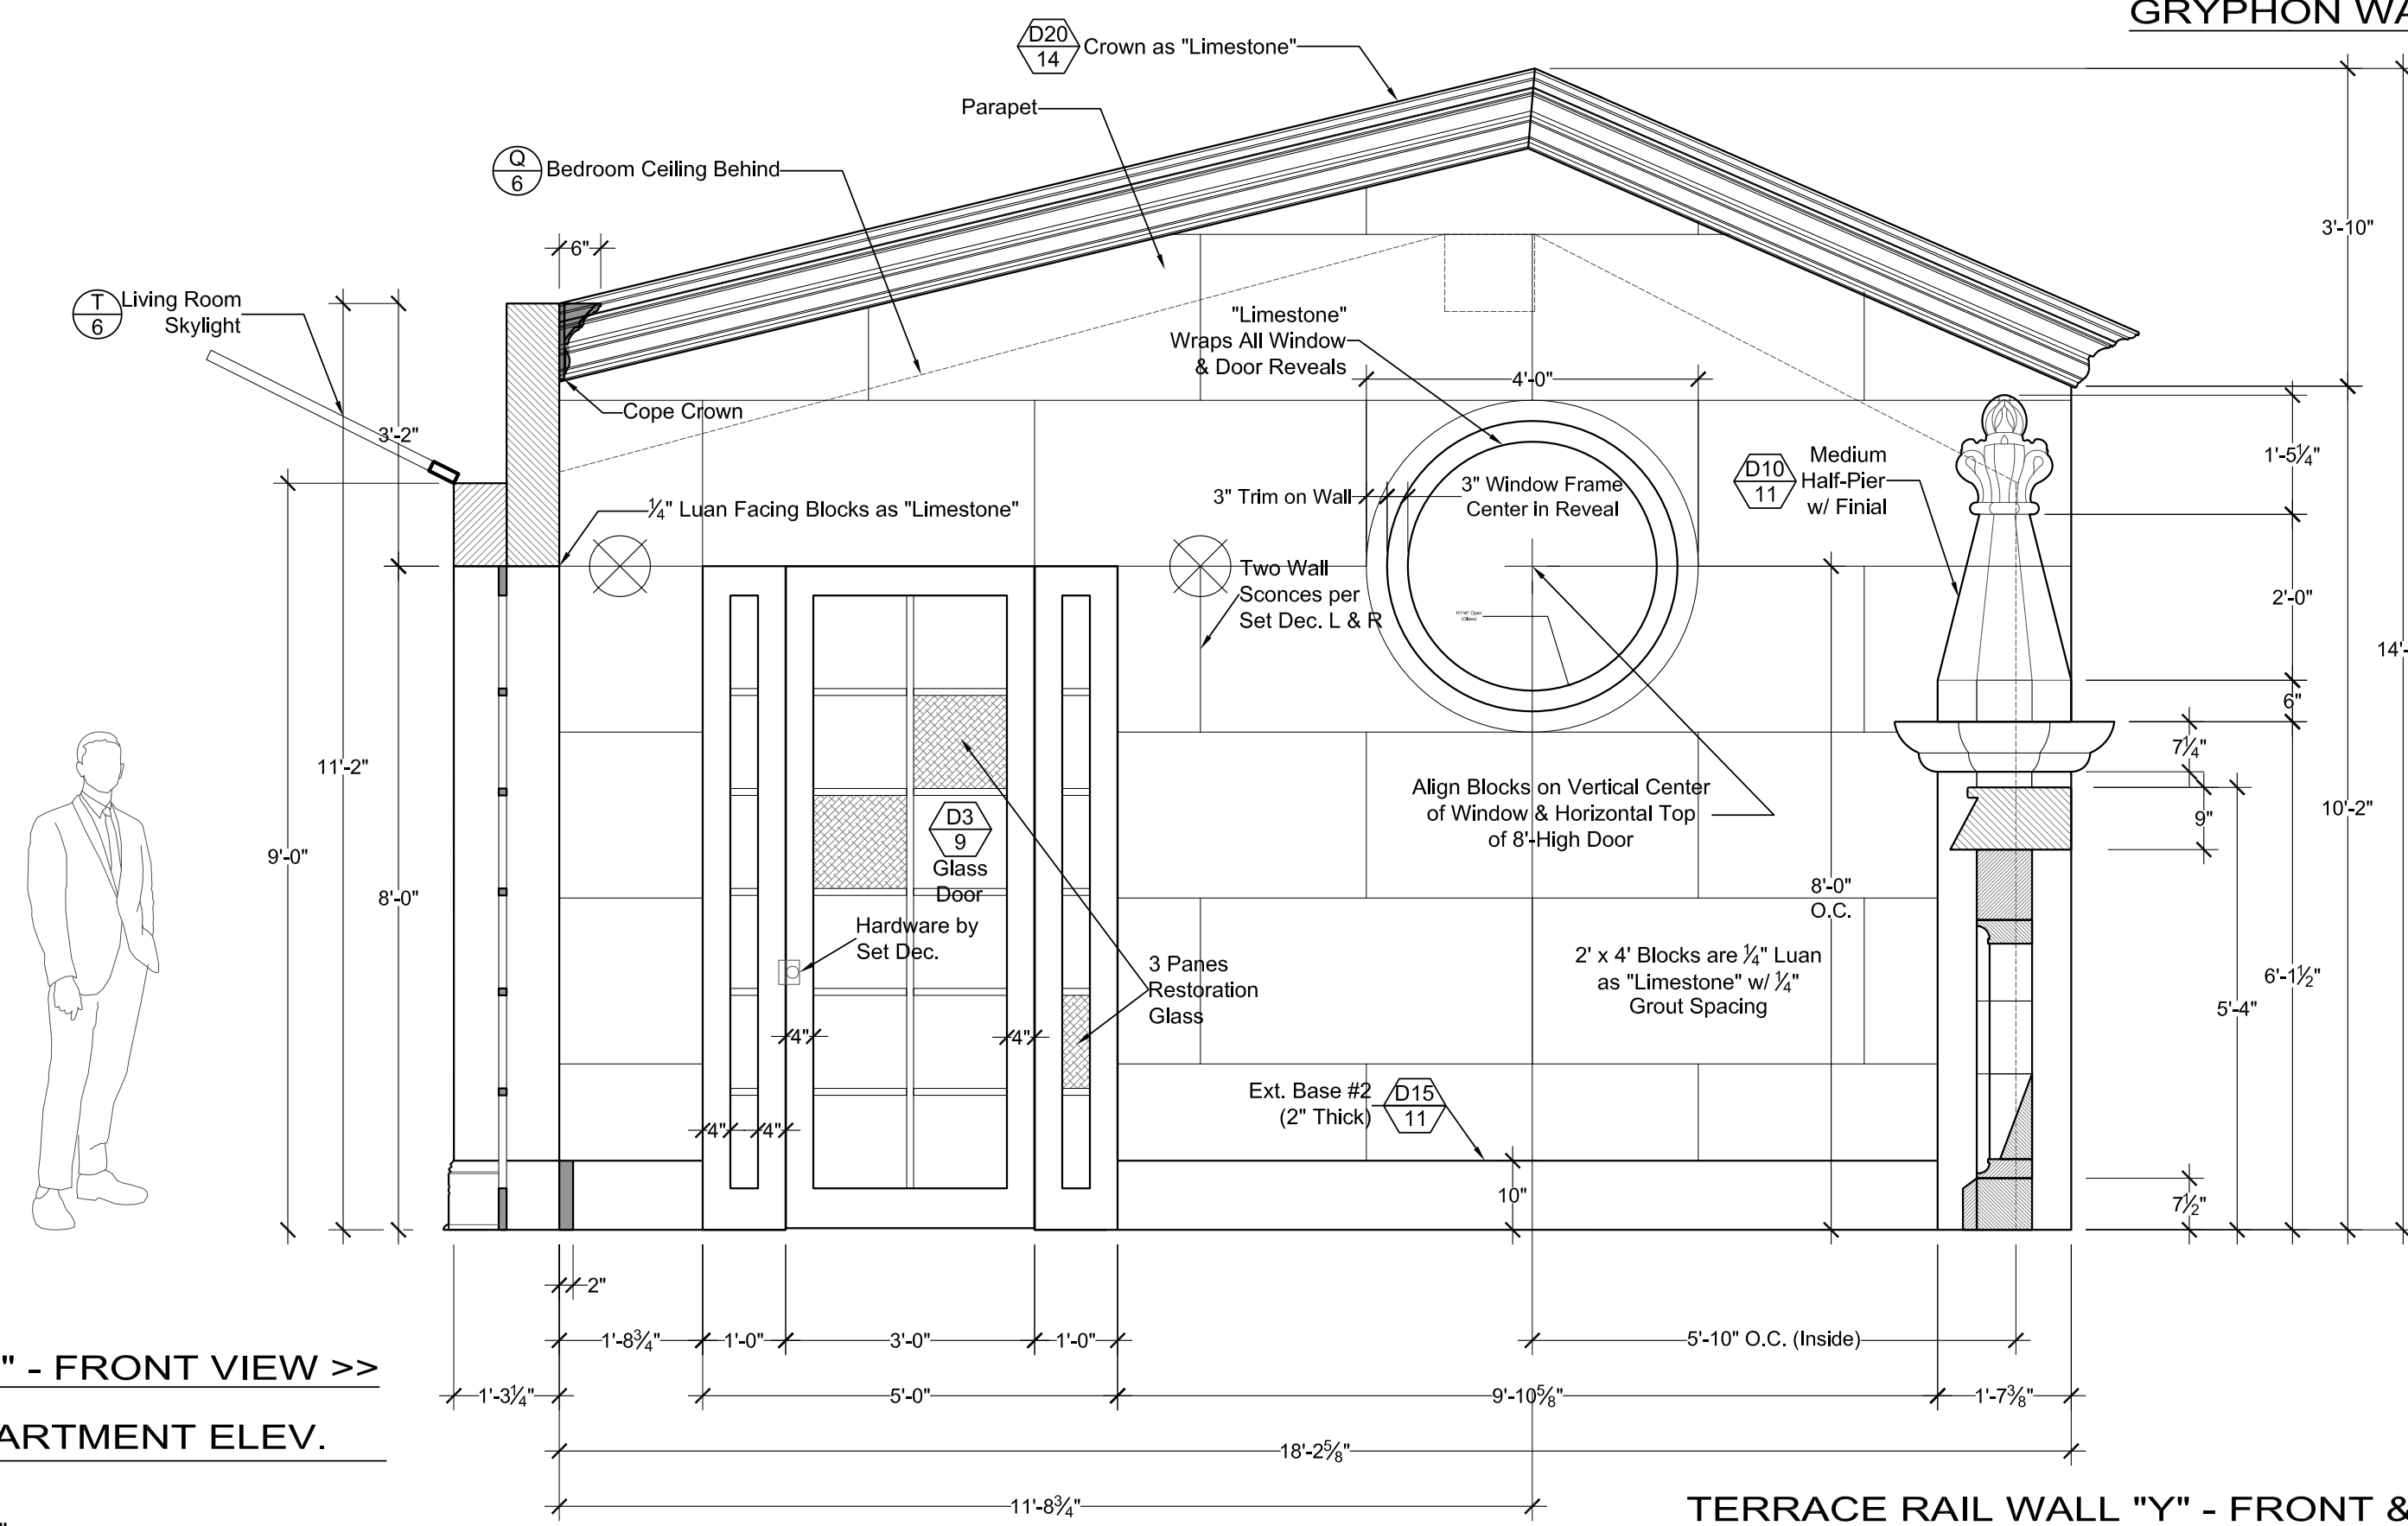 GRYPHON WA
D20
14
Crown as "Limestone"
Parapet
Q
6
Bedroom Ceiling Behind
6"
3'-10"
T
6
Living Room
Skylight
"Limestone"
Wraps All Window
& Door Reveals
4'-0"
Cope Crown
3'-2"
1'-5¼"
Medium
Half-Pier
w/ Finial
D10
11
3" Trim on Wall
3" Window Frame
Center in Reveal
¼" Luan Facing Blocks as "Limestone"
Two Wall
Sconces per
Set Dec. L & R
2'-0"
14'-
6"
7¼"
11'-2"
Align Blocks on Vertical Center
of Window & Horizontal Top
of 8'-High Door
10'-2"
9"
D3
9
Glass
Door
9'-0"
8'-0"
8'-0"
O.C.
Hardware by
Set Dec.
3 Panes
Restoration
Glass
2' x 4' Blocks are ¼" Luan
as "Limestone" w/ ¼"
Grout Spacing
6'-1½"
5'-4"
4"
4"
Ext. Base #2
(2" Thick)
D15
11
4"
4"
10"
7½"
2"
1'-8¾"
1'-0"
3'-0"
1'-0"
5'-10" O.C. (Inside)
" - FRONT VIEW >>
1'-3¼"
5'-0"
9'-10⅝"
1'-7⅜"
ARTMENT ELEV.
18'-2⅝"
11'-8¾"
TERRACE RAIL WALL "Y" - FRONT &